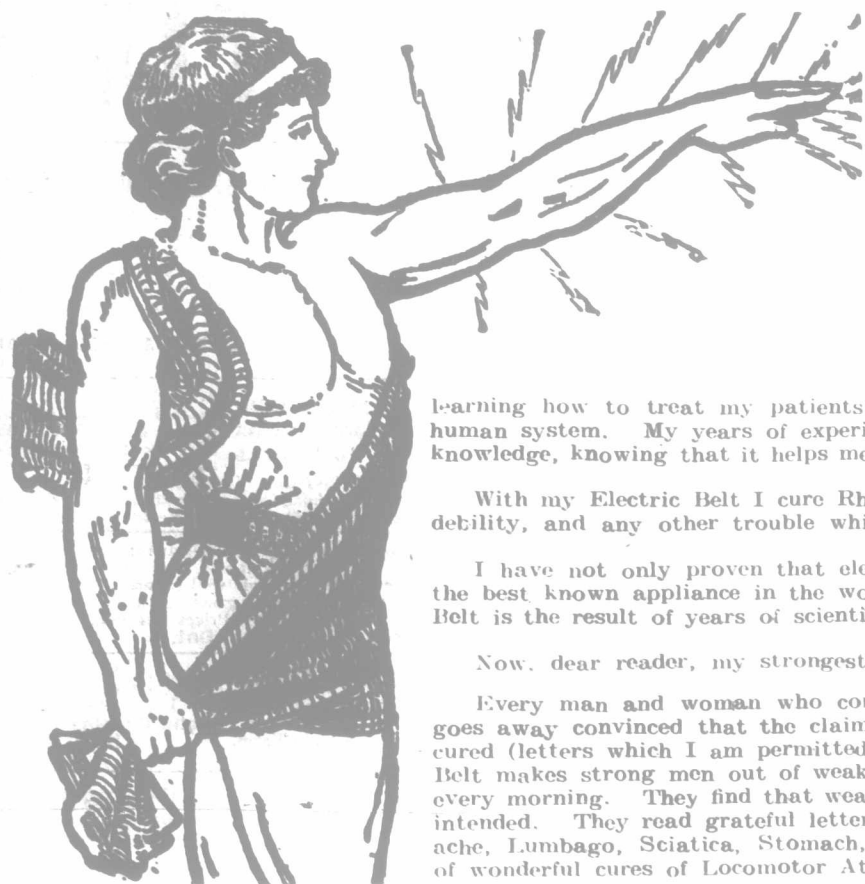 learning how to treat my patients
human system. My years of experi
knowledge, knowing that it helps me
With my Electric Belt I cure Rh
debility, and any other trouble whi
I have not only proven that ele
the best known appliance in the wo
Belt is the result of years of scienti
Now, dear reader, my strongest
Every man and woman who cou
goes away convinced that the claim
cured (letters which I am permitted
Belt makes strong men out of weak
every morning. They find that wea
intended. They read grateful letter
ache, Lumbago, Sciatica, Stomach,
of wonderful cures of Locomotor At